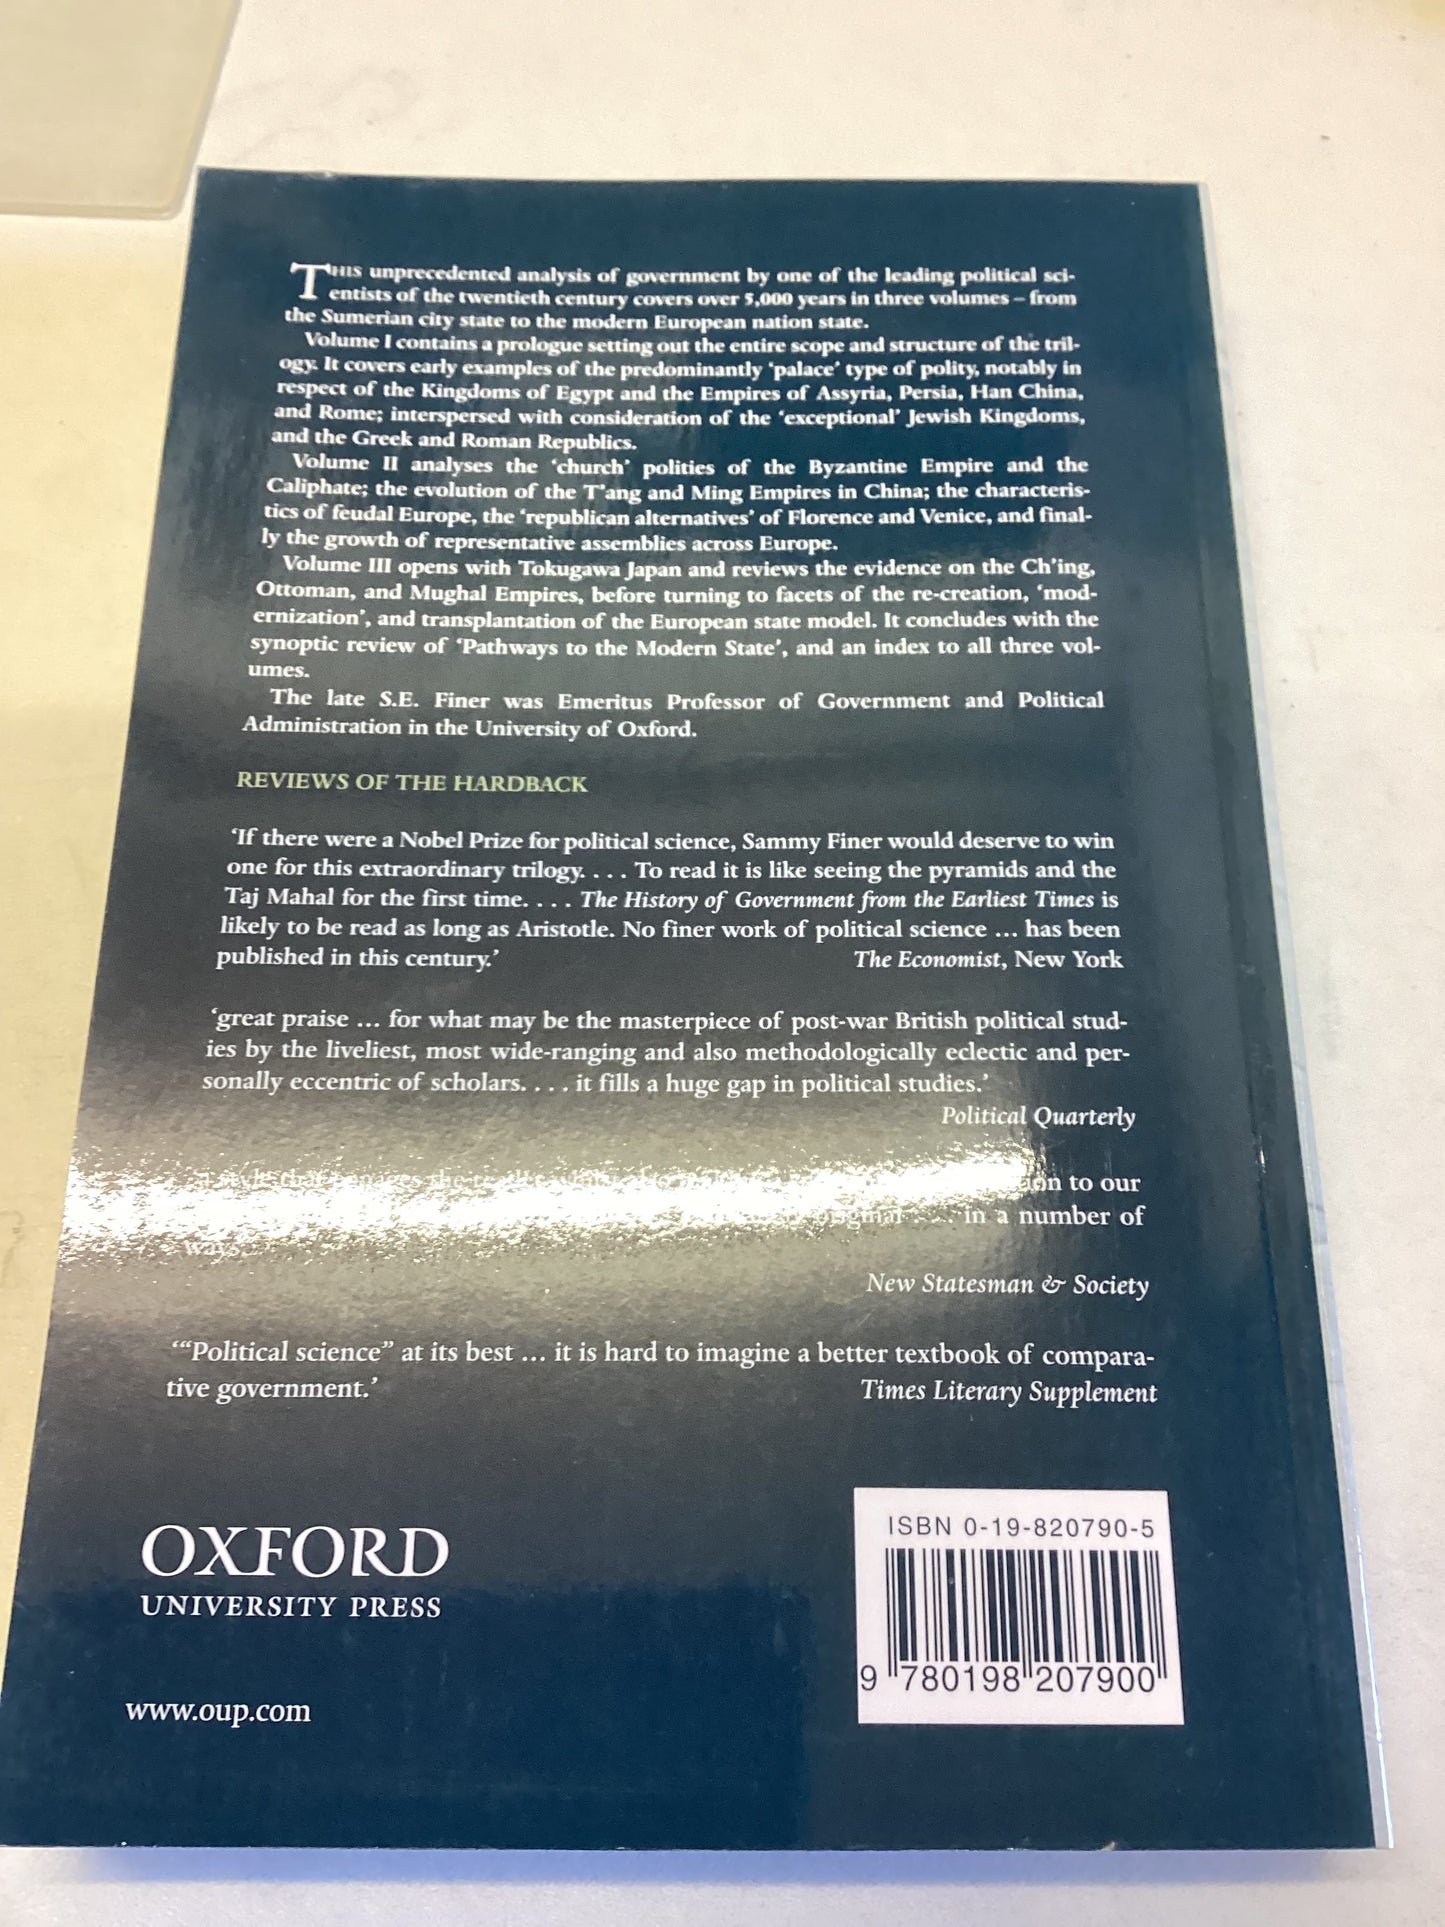 THIS unprecedented analysis of government by one of the leading political sci-
entists of the twentieth century covers over 5,000 years in three volumes – from
the Sumerian city state to the modern European nation state.
Volume I contains a prologue setting out the entire scope and structure of the tril-
ogy. It covers early examples of the predominantly ‘palace’ type of polity, notably in
respect of the Kingdoms of Egypt and the Empires of Assyria, Persia, Han China,
and Rome; interspersed with consideration of the ‘exceptional’ Jewish Kingdoms,
and the Greek and Roman Republics.
Volume II analyses the ‘church’ polities of the Byzantine Empire and the
Caliphate; the evolution of the T’ang and Ming Empires in China; the characteris-
tics of feudal Europe, the ‘republican alternatives’ of Florence and Venice, and final-
ly the growth of representative assemblies across Europe.
Volume III opens with Tokugawa Japan and reviews the evidence on the Ch’ing,
Ottoman, and Mughal Empires, before turning to facets of the re-creation, ‘mod-
ernization’, and transplantation of the European state model. It concludes with the
synoptic review of ‘Pathways to the Modern State’, and an index to all three vol-
umes.
The late S.E. Finer was Emeritus Professor of Government and Political
Administration in the University of Oxford.
REVIEWS OF THE HARDBACK
‘If there were a Nobel Prize for political science, Sammy Finer would deserve to win
one for this extraordinary trilogy. . . . To read it is like seeing the pyramids and the
Taj Mahal for the first time. . . . The History of Government from the Earliest Times is
likely to be read as long as Aristotle. No finer work of political science ... has been
published in this century.’ The Economist, New York
‘great praise ... for what may be the masterpiece of post-war British political stud-
ies by the liveliest, most wide-ranging and also methodologically eclectic and per-
sonally eccentric of scholars. . . . it fills a huge gap in political studies.’
Political Quarterly
style that engages the to our
original . . . in a number of
ways.
New Statesman & Society
‘“Political science” at its best ... it is hard to imagine a better textbook of compara-
tive government.’ Times Literary Supplement
OXFORD
UNIVERSITY PRESS
www.oup.com
ISBN 0-19-820790-5
9 780198 207900